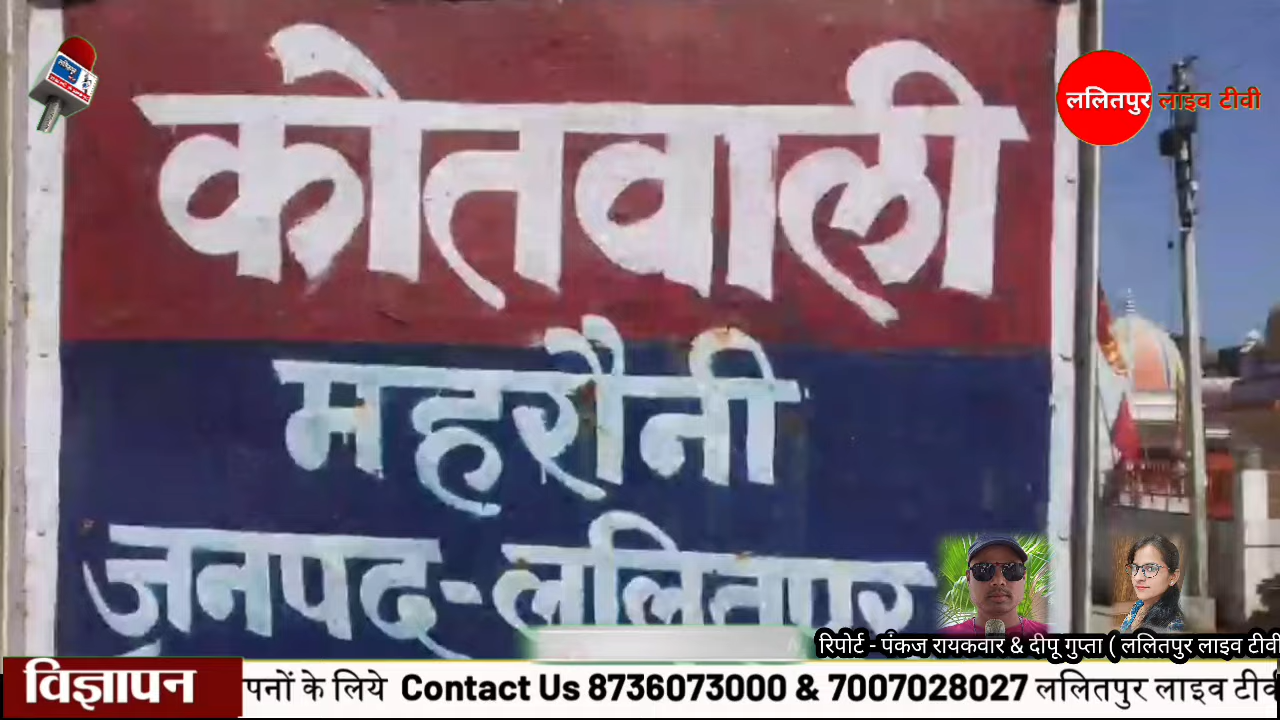 ललितपुर लाइव टीवी
कोतवाली
महरौनी
जनपद-ललितपुर
रिपोर्ट - पंकज रायकवार & दीपू गुप्ता ( ललितपुर लाइव टीवी
विज्ञापन
पनों के लिये Contact Us 8736073000 & 7007028027 ललितपुर लाइव टीवी